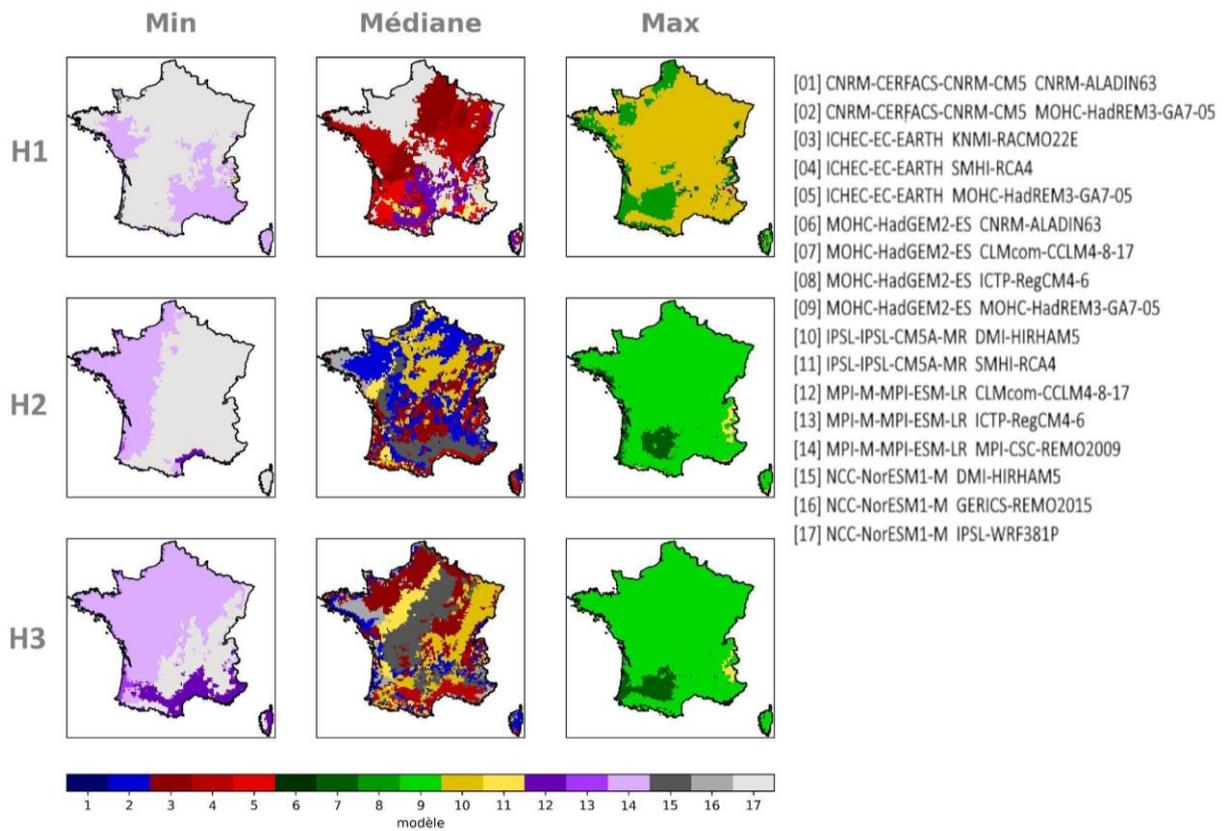 Min Médiane Max
H1
H2
H3
[01] CNRM-CERFACS-CNRM-CM5 CNRM-ALADIN63
[02] CNRM-CERFACS-CNRM-CM5 MOHC-HadREM3-GA7-05
[03] ICHEC-EC-EARTH KNMI-RACMO22E
[04] ICHEC-EC-EARTH SMHI-RCA4
[05] ICHEC-EC-EARTH MOHC-HadREM3-GA7-05
[06] MOHC-HadGEM2-ES CNRM-ALADIN63
[07] MOHC-HadGEM2-ES CLMcom-CCLM4-8-17
[08] MOHC-HadGEM2-ES ICTP-RegCM4-6
[09] MOHC-HadGEM2-ES MOHC-HadREM3-GA7-05
[10] IPSL-IPSL-CM5A-MR DMI-HIRHAM5
[11] IPSL-IPSL-CM5A-MR SMHI-RCA4
[12] MPI-M-MPI-ESM-LR CLMcom-CCLM4-8-17
[13] MPI-M-MPI-ESM-LR ICTP-RegCM4-6
[14] MPI-M-MPI-ESM-LR MPI-CSC-REMO2009
[15] NCC-NorESM1-M DMI-HIRHAM5
[16] NCC-NorESM1-M GERICS-REMO2015
[17] NCC-NorESM1-M IPSL-WRF381P
1 2 3 4 5 6 7 8 9 10 11 12 13 14 15 16 17
modèle